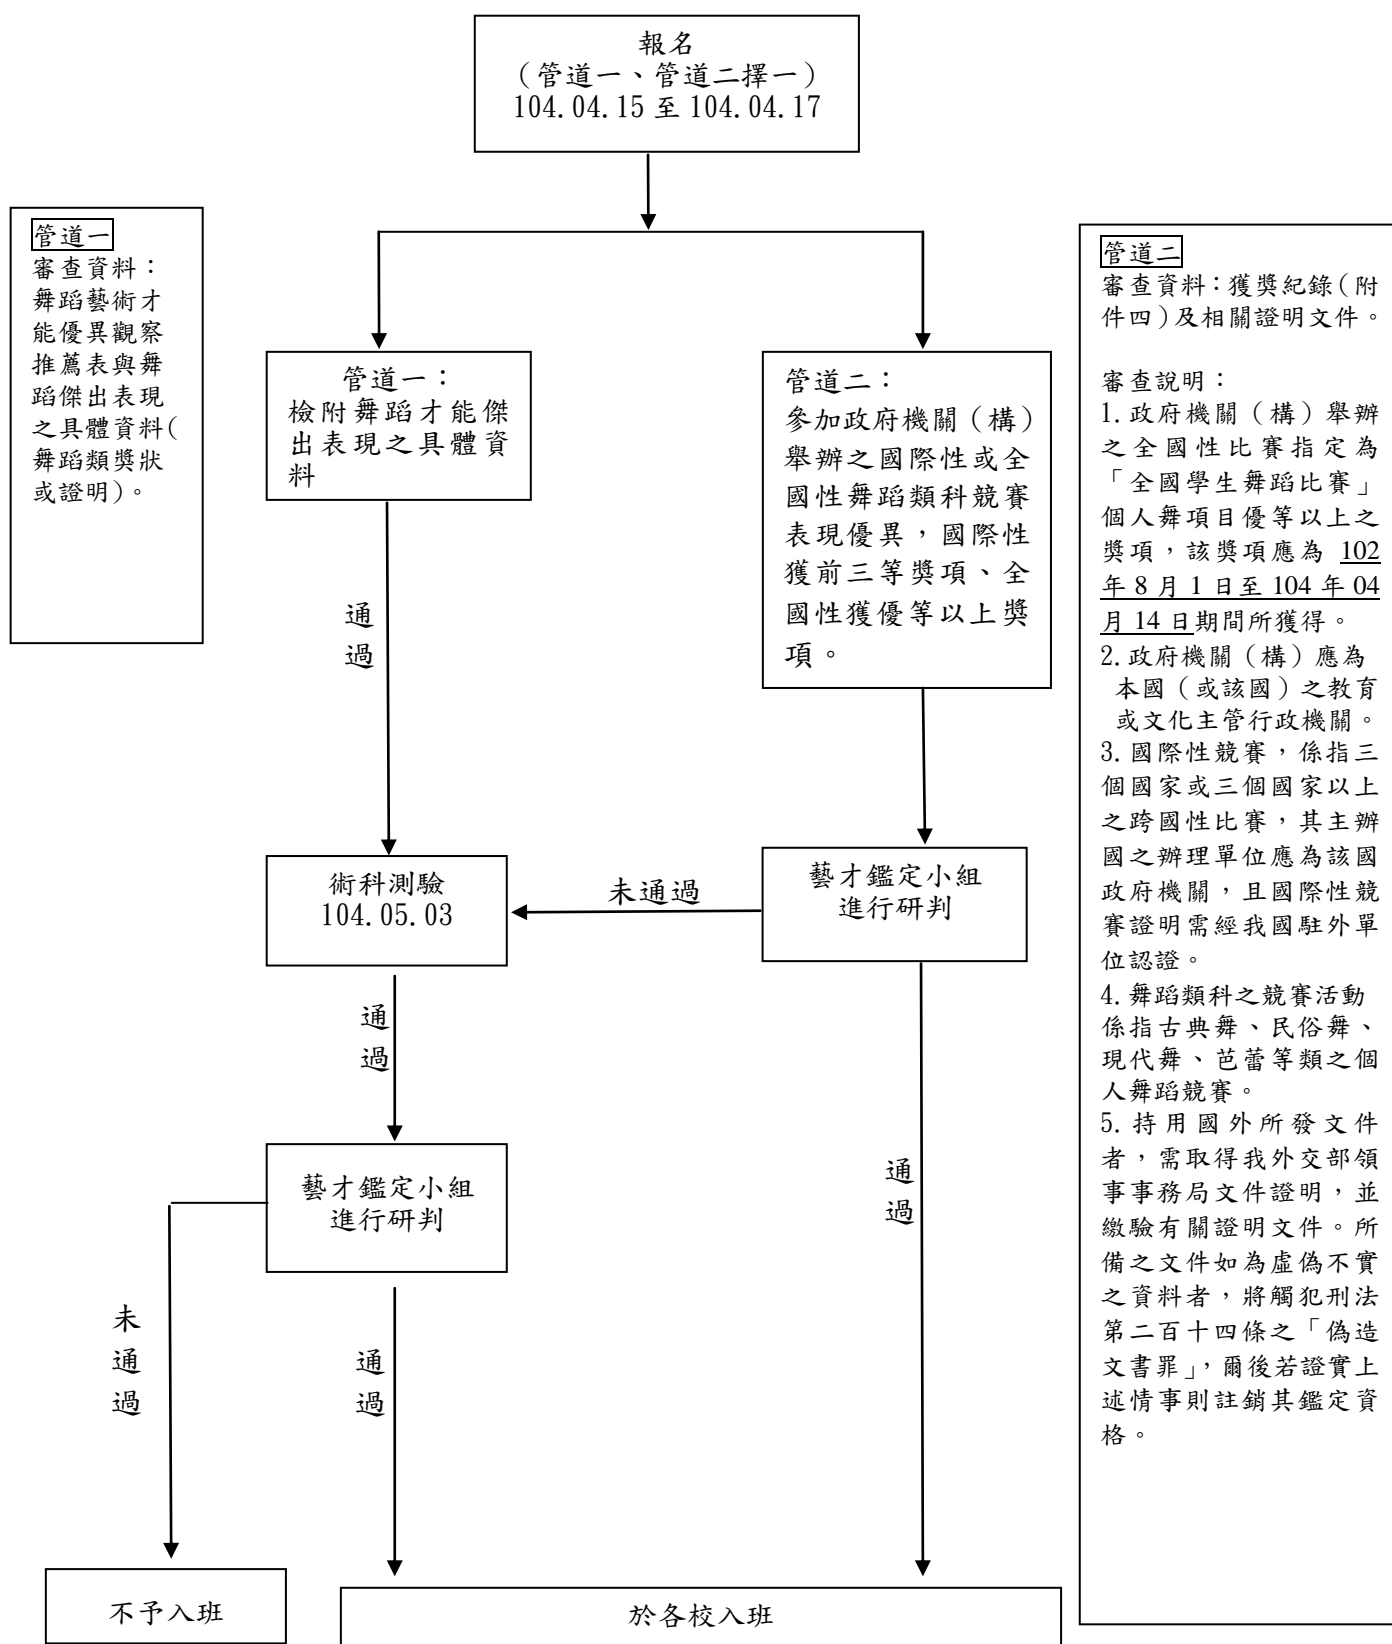 報名
（管道一、管道二擇一）
104.04.15 至 104.04.17
管道一
審查資料：
舞蹈藝術才
能優異觀察
推薦表與舞
蹈傑出表現
之具體資料(
舞蹈類獎狀
或證明)。
管道一：
檢附舞蹈才能傑
出表現之具體資
料
管道二：
參加政府機關（構）
舉辦之國際性或全
國性舞蹈類科競賽
表現優異，國際性
獲前三等獎項、全
國性獲優等以上獎
項。
管道二
審查資料：獲獎紀錄（附
件四）及相關證明文件。
審查說明：
1.政府機關（構）舉辦
之全國性比賽指定為
「全國學生舞蹈比賽」
個人舞項目優等以上之
獎項，該獎項應為 102
年 8 月 1 日至 104 年 04
月 14 日期間所獲得。
2.政府機關（構）應為
本國（或該國）之教育
或文化主管行政機關。
3.國際性競賽，係指三
個國家或三個國家以上
之跨國性比賽，其主辦
國之辦理單位應為該國
政府機關，且國際性競
賽證明需經我國駐外單
位認證。
4.舞蹈類科之競賽活動
係指古典舞、民俗舞、
現代舞、芭蕾等類之個
人舞蹈競賽。
5.持用國外所發文件
者，需取得我外交部領
事事務局文件證明，並
繳驗有關證明文件。所
備之文件如為虛偽不實
之資料者，將觸犯刑法
第二百十四條之「偽造
文書罪」，爾後若證實上
述情事則註銷其鑑定資
格。
通
過
術科測驗
104.05.03
未通過
藝才鑑定小組
進行研判
通
過
藝才鑑定小組
進行研判
通
過
未
通
過
通
過
不予入班
於各校入班